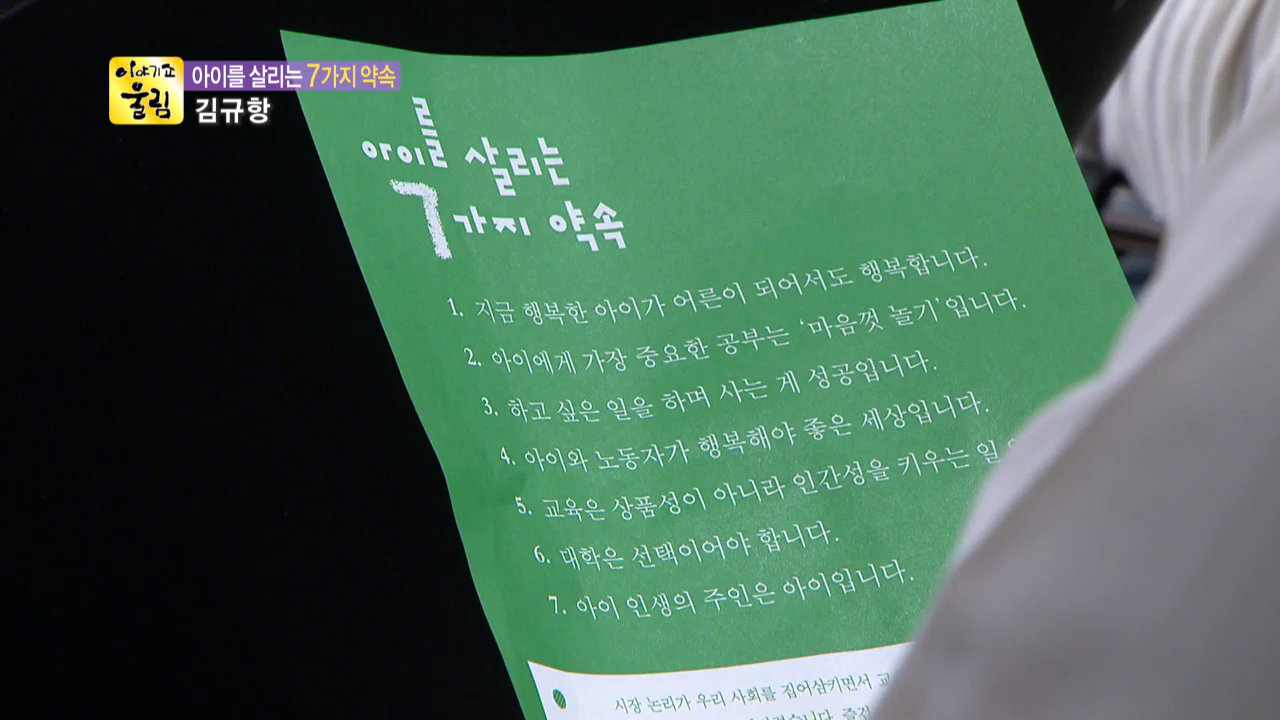 이야기쇼
울림
아이를 살리는 7가지 약속
김규항
아이를 살리는
7가지 약속
1. 지금 행복한 아이가 어른이 되어서도 행복합니다.
2. 아이에게 가장 중요한 공부는 '마음껏 놀기'입니다.
3. 하고 싶은 일을 하며 사는 게 성공입니다.
4. 아이와 노동자가 행복해야 좋은 세상입니다.
5. 교육은 상품성이 아니라 인간성을 키우는 일
6. 대학은 선택이어야 합니다.
7. 아이 인생의 주인은 아이입니다.
시장 논리가 우리 사회를 집어삼키면서